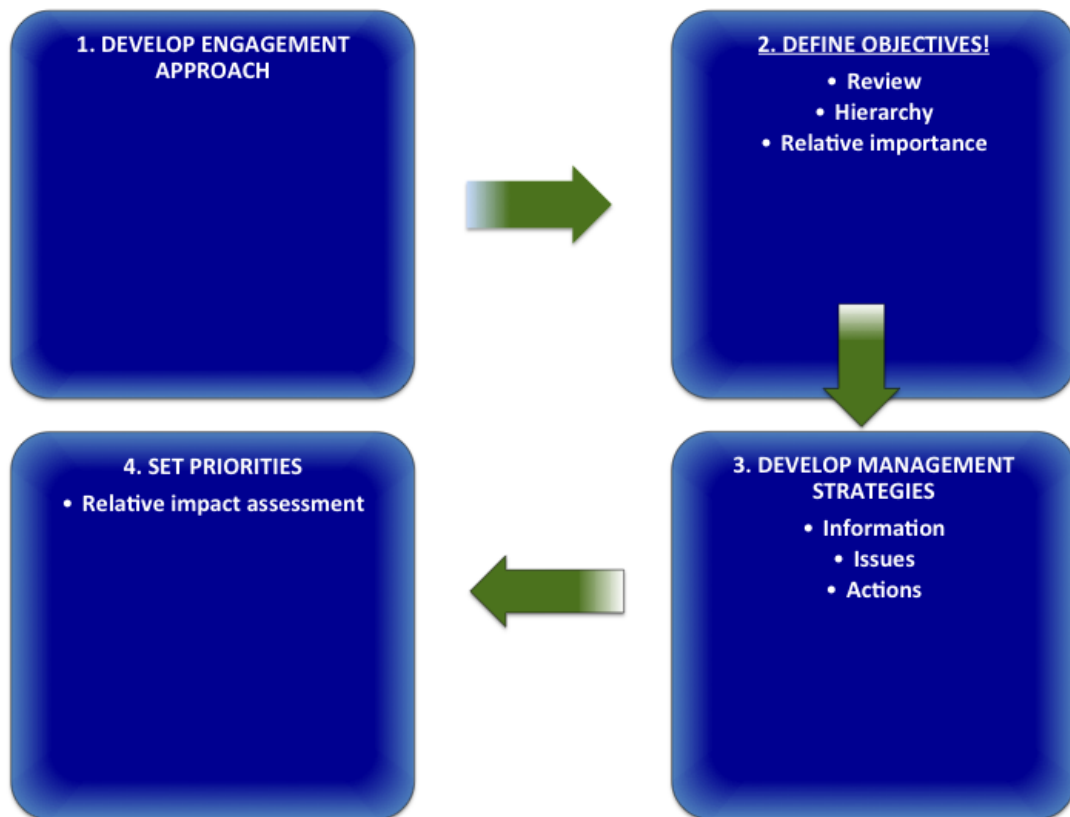 1. DEVELOP ENGAGEMENT
APPROACH
2. DEFINE OBJECTIVES!
• Review
• Hierarchy
• Relative importance
3. DEVELOP MANAGEMENT
STRATEGIES
• Information
• Issues
• Actions
4. SET PRIORITIES
• Relative impact assessment